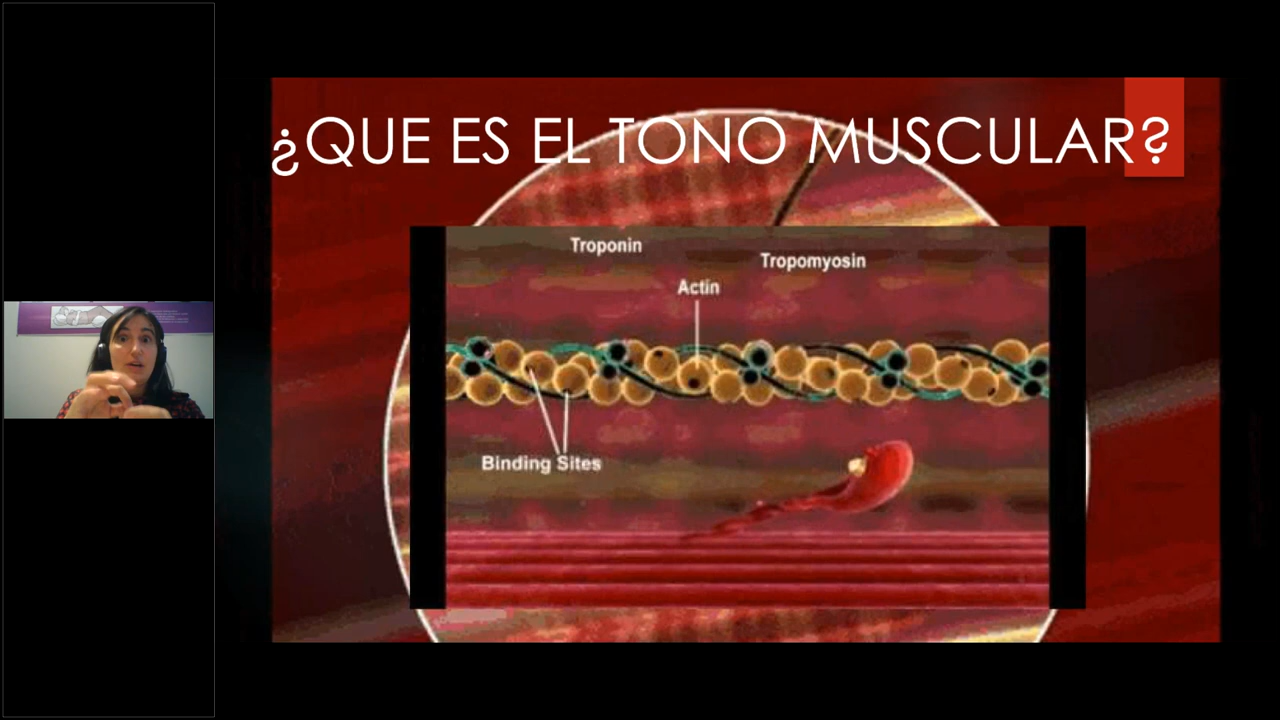 ¿QUE ES EL TONO MUSCULAR?
Troponin
Tropomyosin
Actin
Binding Sites